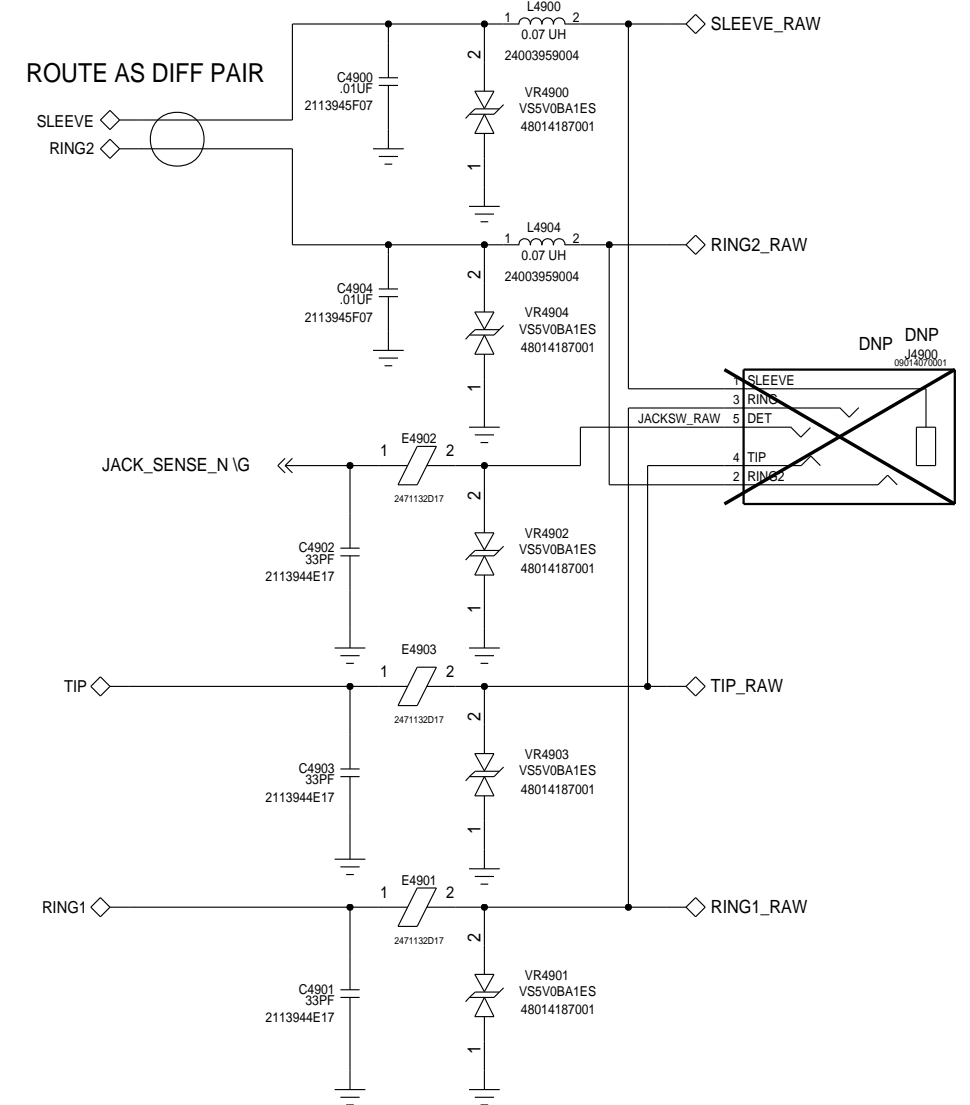 L4900
1 2
0.07 UH
24003959004
SLEEVE_RAW
ROUTE AS DIFF PAIR
SLEEVE
RING2
C4900
.01UF
2113945F07
2
VR4900
VS5V0BA1ES
48014187001
1
L4904
1 2
0.07 UH
24003959004
RING2_RAW
C4904
.01UF
2113945F07
2
VR4904
VS5V0BA1ES
48014187001
1
DNP DNP
J4900
09014070001
1 SLEEVE
3 RING
JACKSW_RAW 5 DET
4 TIP
2 RING2
JACK_SENSE_N \G
E4902
1 2
2471132D17
C4902
33PF
2113944E17
2
VR4902
VS5V0BA1ES
48014187001
1
TIP
E4903
1 2
2471132D17
TIP_RAW
C4903
33PF
2113944E17
2
VR4903
VS5V0BA1ES
48014187001
1
RING1
E4901
1 2
2471132D17
RING1_RAW
C4901
33PF
2113944E17
2
VR4901
VS5V0BA1ES
48014187001
1